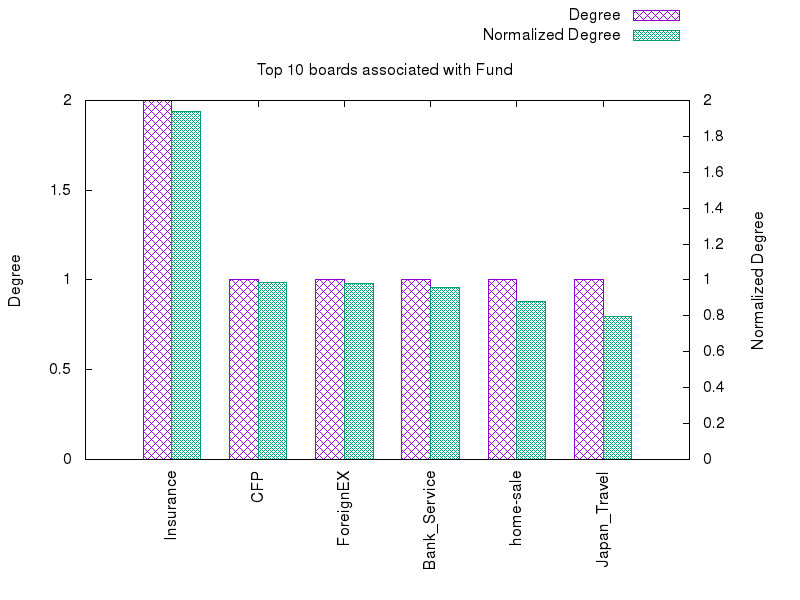 Degree
Normalized Degree
Top 10 boards associated with Fund
2
1.5
1
0.5
0
Degree
2
1.8
1.6
1.4
1.2
1
0.8
0.6
0.4
0.2
0
Normalized Degree
Insurance
CFP
ForeignEX
Bank_Service
home-sale
Japan_Travel